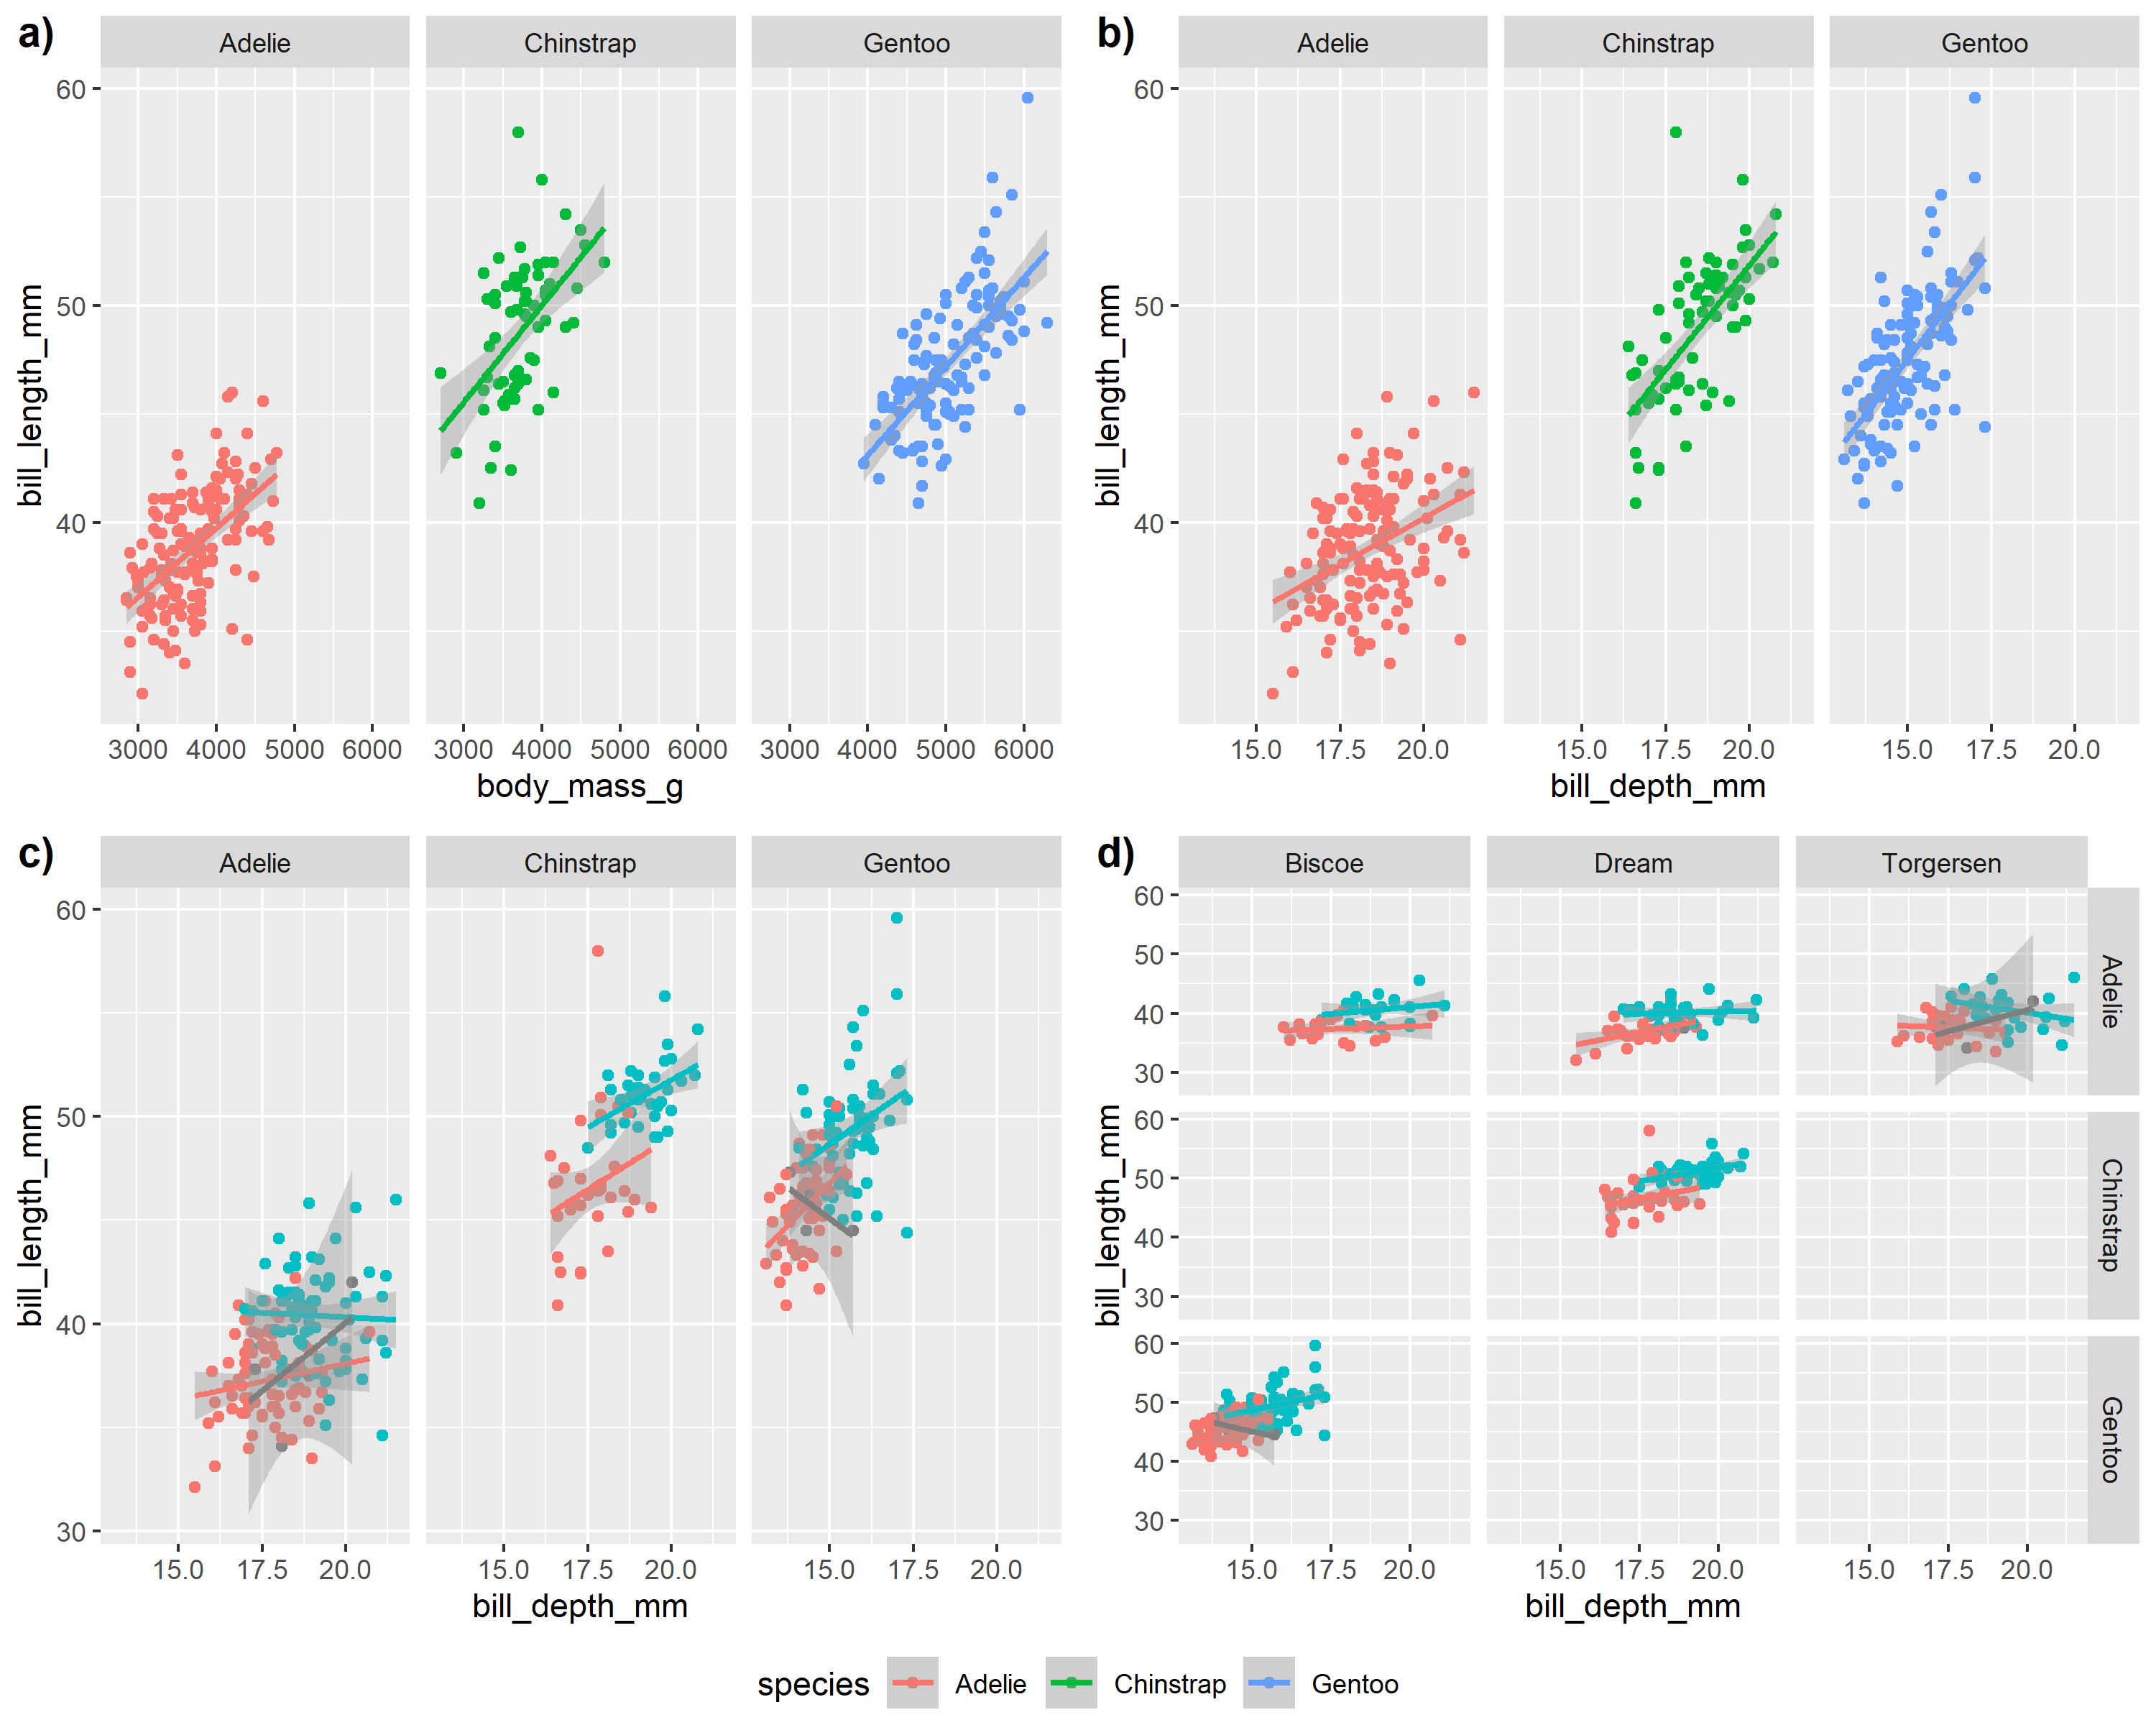 a)
Adelie Chinstrap Gentoo
60
50
40
bill_length_mm
3000 4000 5000 6000 3000 4000 5000 6000 3000 4000 5000 6000
body_mass_g
b)
Adelie Chinstrap Gentoo
60
50
40
bill_length_mm
15.0 17.5 20.0 15.0 17.5 20.0 15.0 17.5 20.0
bill_depth_mm
c)
Adelie Chinstrap Gentoo
60
50
40
30
bill_length_mm
15.0 17.5 20.0 15.0 17.5 20.0 15.0 17.5 20.0
bill_depth_mm
d)
Biscoe Dream Torgersen
60
50
40
30
Adelie
60
50
40
30
Chinstrap
60
50
40
30
Gentoo
bill_length_mm
15.0 17.5 20.0 15.0 17.5 20.0 15.0 17.5 20.0
bill_depth_mm
species Adelie Chinstrap Gentoo